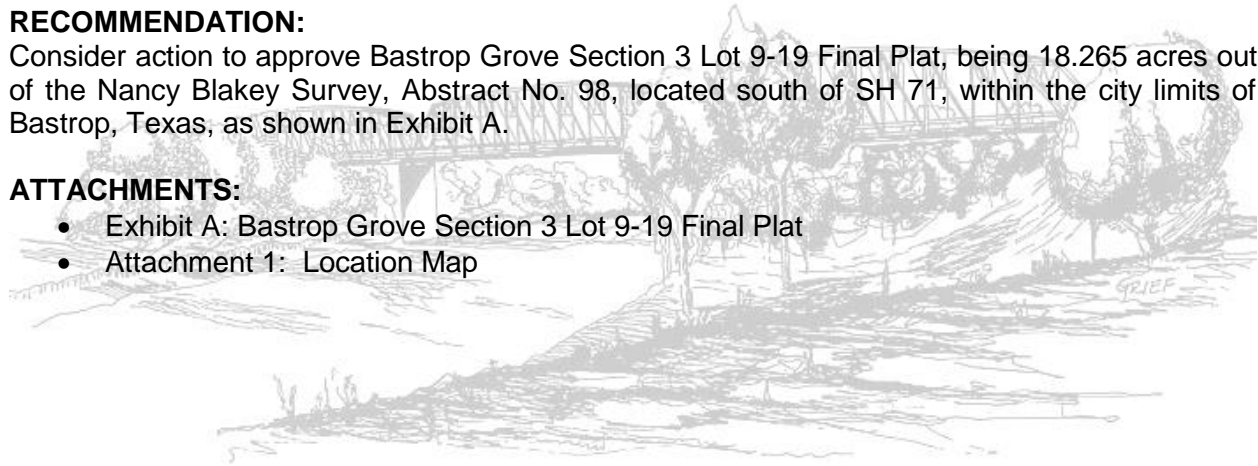 RECOMMENDATION:
Consider action to approve Bastrop Grove Section 3 Lot 9-19 Final Plat, being 18.265 acres out
of the Nancy Blakey Survey, Abstract No. 98, located south of SH 71, within the city limits of
Bastrop, Texas, as shown in Exhibit A.
ATTACHMENTS:
• Exhibit A: Bastrop Grove Section 3 Lot 9-19 Final Plat
• Attachment 1: Location Map
GRIEF